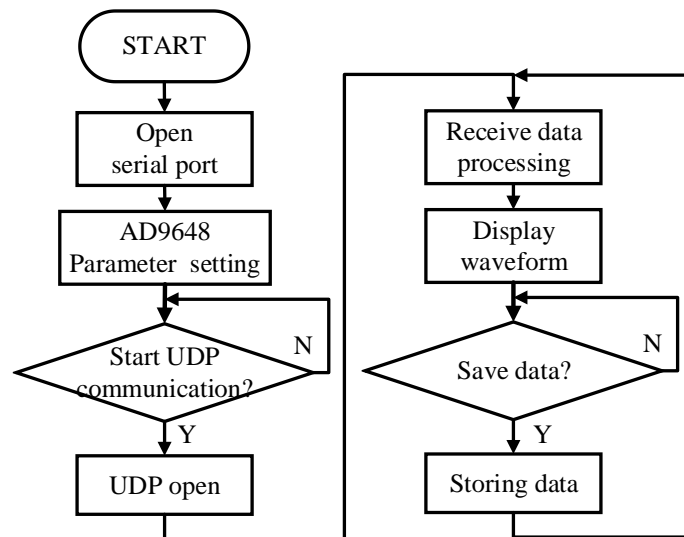 START
Open
serial port
AD9648
Parameter setting
Start UDP
communication?
N
Y
UDP open
Receive data
processing
Display
waveform
Save data?
N
Y
Storing data